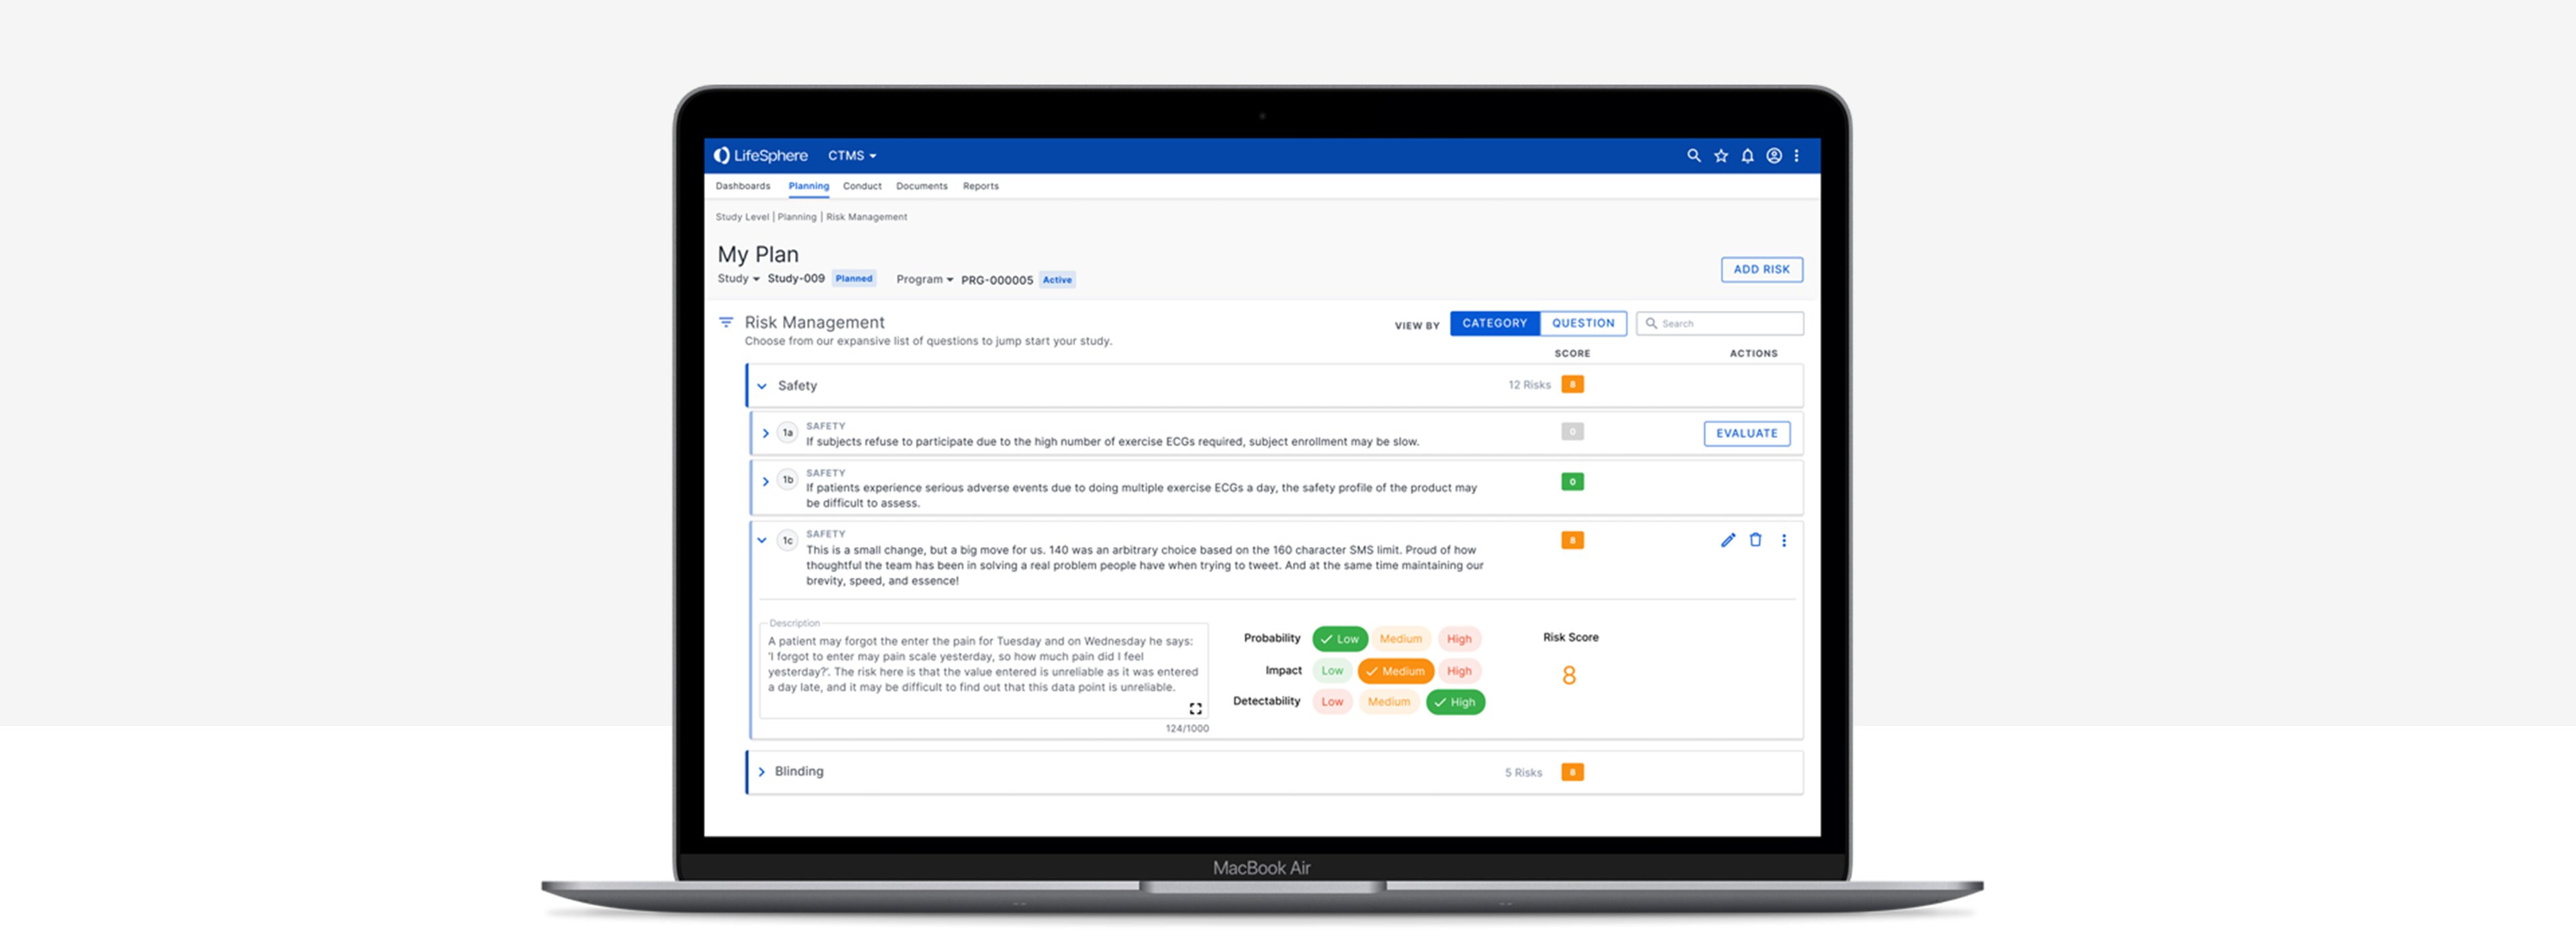 LifeSphere CTMS
Dashboards Planning Conduct Documents Reports
Study Level | Planning | Risk Management
My Plan
Study Study-009 Planned Program PRG-000005 Active
ADD RISK
Risk Management
Choose from our expansive list of questions to jump start your study.
VIEW BY CATEGORY QUESTION Search
SCORE ACTIONS
Safety 12 Risks 8
1a SAFETY
If subjects refuse to participate due to the high number of exercise ECGs required, subject enrollment may be slow.
0 EVALUATE
1b SAFETY
If patients experience serious adverse events due to doing multiple exercise ECGs a day, the safety profile of the product may
be difficult to assess.
0
1c SAFETY
This is a small change, but a big move for us. 140 was an arbitrary choice based on the 160 character SMS limit. Proud of how
thoughtful the team has been in solving a real problem people have when trying to tweet. And at the same time maintaining our
brevity, speed, and essence!
8
Description
A patient may forgot the enter the pain for Tuesday and on Wednesday he says:
'I forgot to enter may pain scale yesterday, so how much pain did I feel
yesterday?'. The risk here is that the value entered is unreliable as it was entered
a day late, and it may be difficult to find out that this data point is unreliable.
124/1000
Probability Low Medium High
Impact Low Medium High
Detectability Low Medium High
Risk Score
8
Blinding 5 Risks 8
MacBook Air